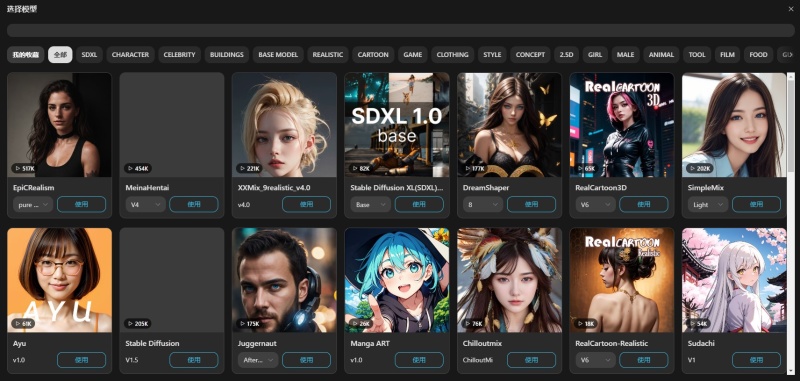 选择模型
我的收藏 全部 SDXL CHARACTER CELEBRITY BUILDINGS BASE MODEL REALISTIC CARTOON GAME CLOTHING STYLE CONCEPT 2.5D GIRL MALE ANIMAL TOOL FILM FOOD
SDXL 1.0
base
RealCARTOON
3D
517K 454K 221K 82K 177K 65K 202K
EpiCRealism MeinaHentai XXMix_9realistic_v4.0 Stable Diffusion XL(SDXL)... DreamShaper RealCartoon3D SimpleMix
pure ... 使用 V4 使用 v4.0 使用 Base 使用 8 使用 V6 使用 Light 使用
RealCARTOON
Realistic
AYU
61K 205K 175K 26K 76K 18K 54K
Ayu Stable Diffusion Juggernaut Manga ART Chilloutmix RealCartoon-Realistic Sudachi
v1.0 使用 V1.5 使用 After... 使用 v1.0 使用 ChilloutMi 使用 V6 使用 V1 使用